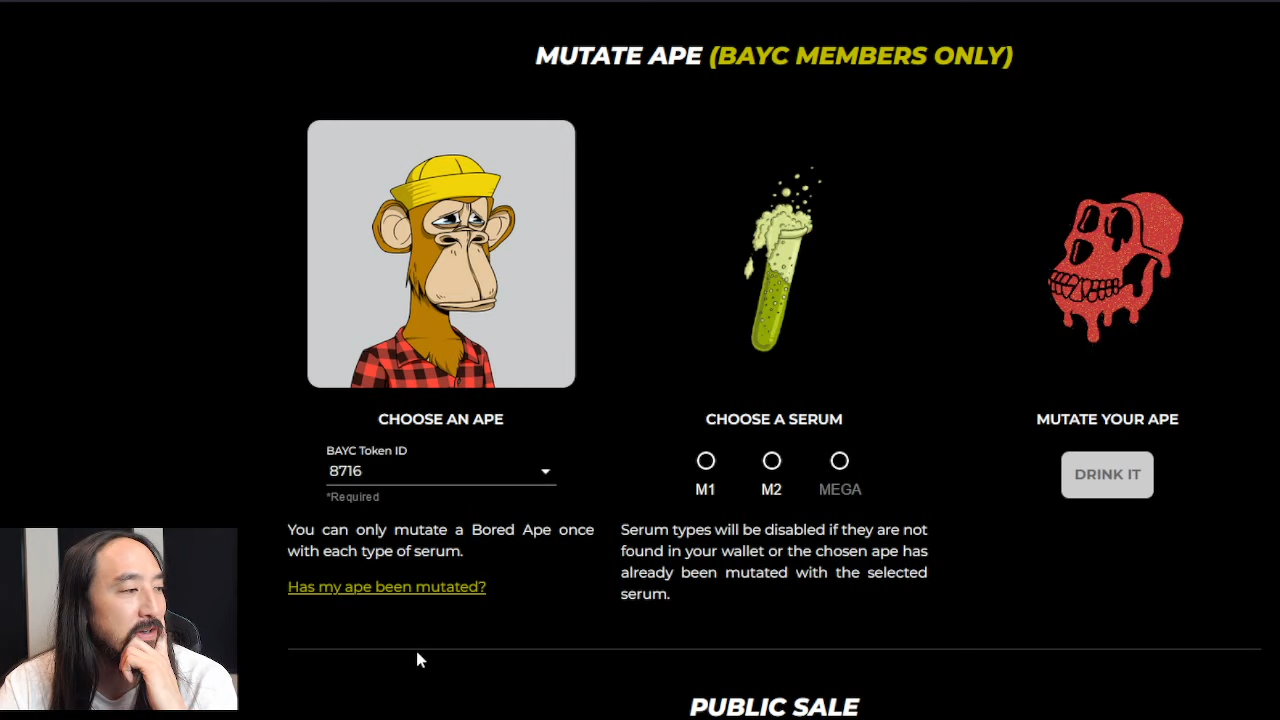 MUTATE APE (BAYC MEMBERS ONLY)
CHOOSE AN APE
BAYC Token ID
8716
*Required
You can only mutate a Bored Ape once
with each type of serum.
Has my ape been mutated?
CHOOSE A SERUM
M1 M2 MEGA
Serum types will be disabled if they are not
found in your wallet or the chosen ape has
already been mutated with the selected
serum.
MUTATE YOUR APE
DRINK IT
PUBLIC SALE